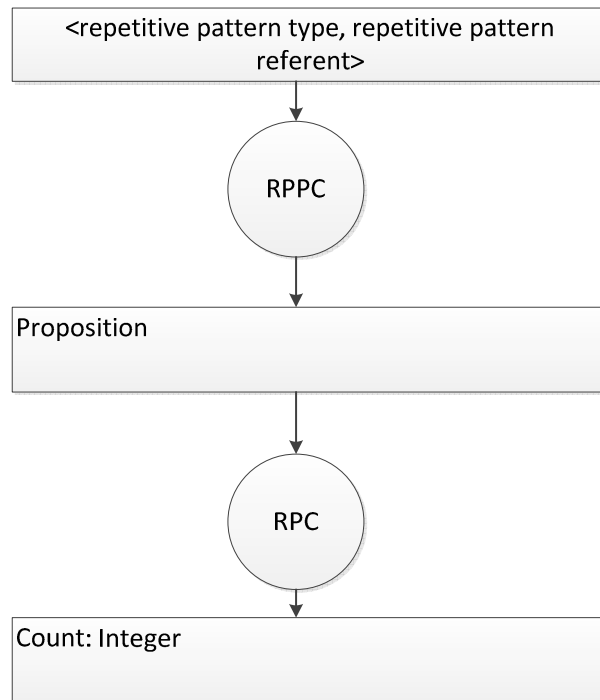 <repetitive pattern type, repetitive pattern
referent>
RPPC
Proposition
RPC
Count: Integer